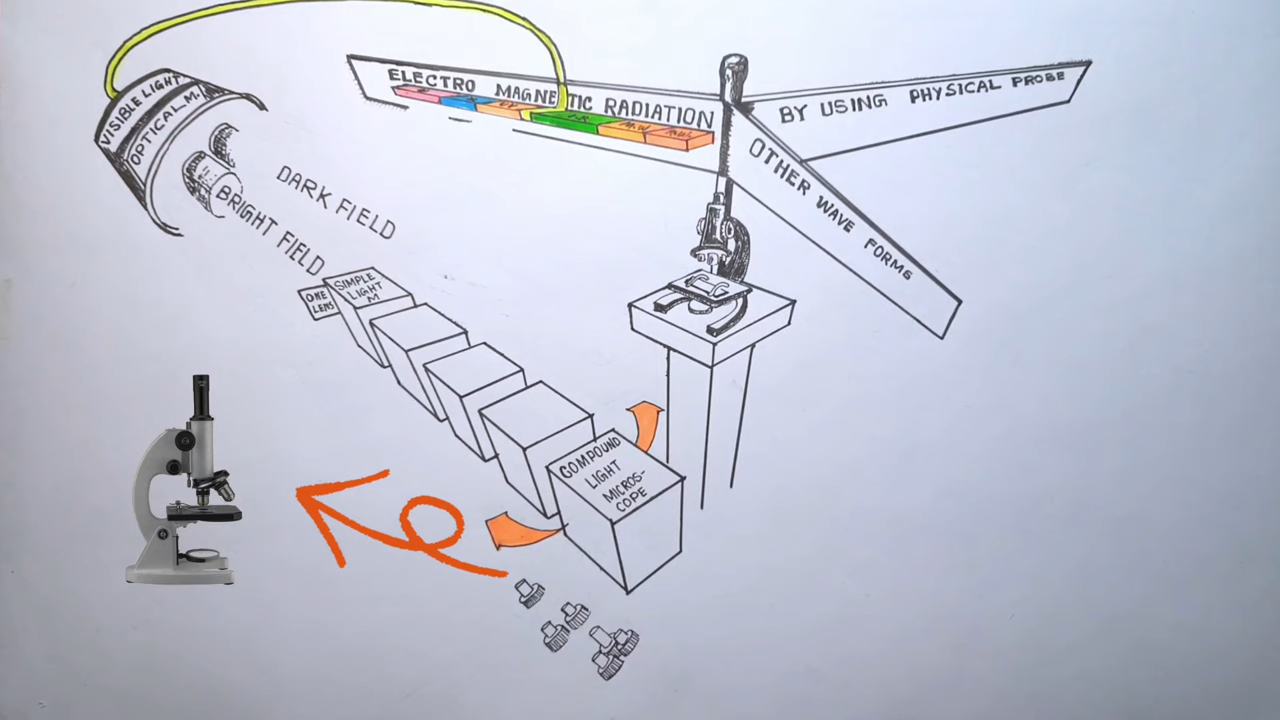 ELECTRO MAGNETIC RADIATION
BY USING PHYSICAL PROBE
OTHER WAVE FORMS
VISIBLE LIGHT
OPTICAL M.
DARK FIELD
BRIGHT FIELD
ONE
LENS
SIMPLE
LIGHT
M
COMPOUND
LIGHT
MICROS-
COPE